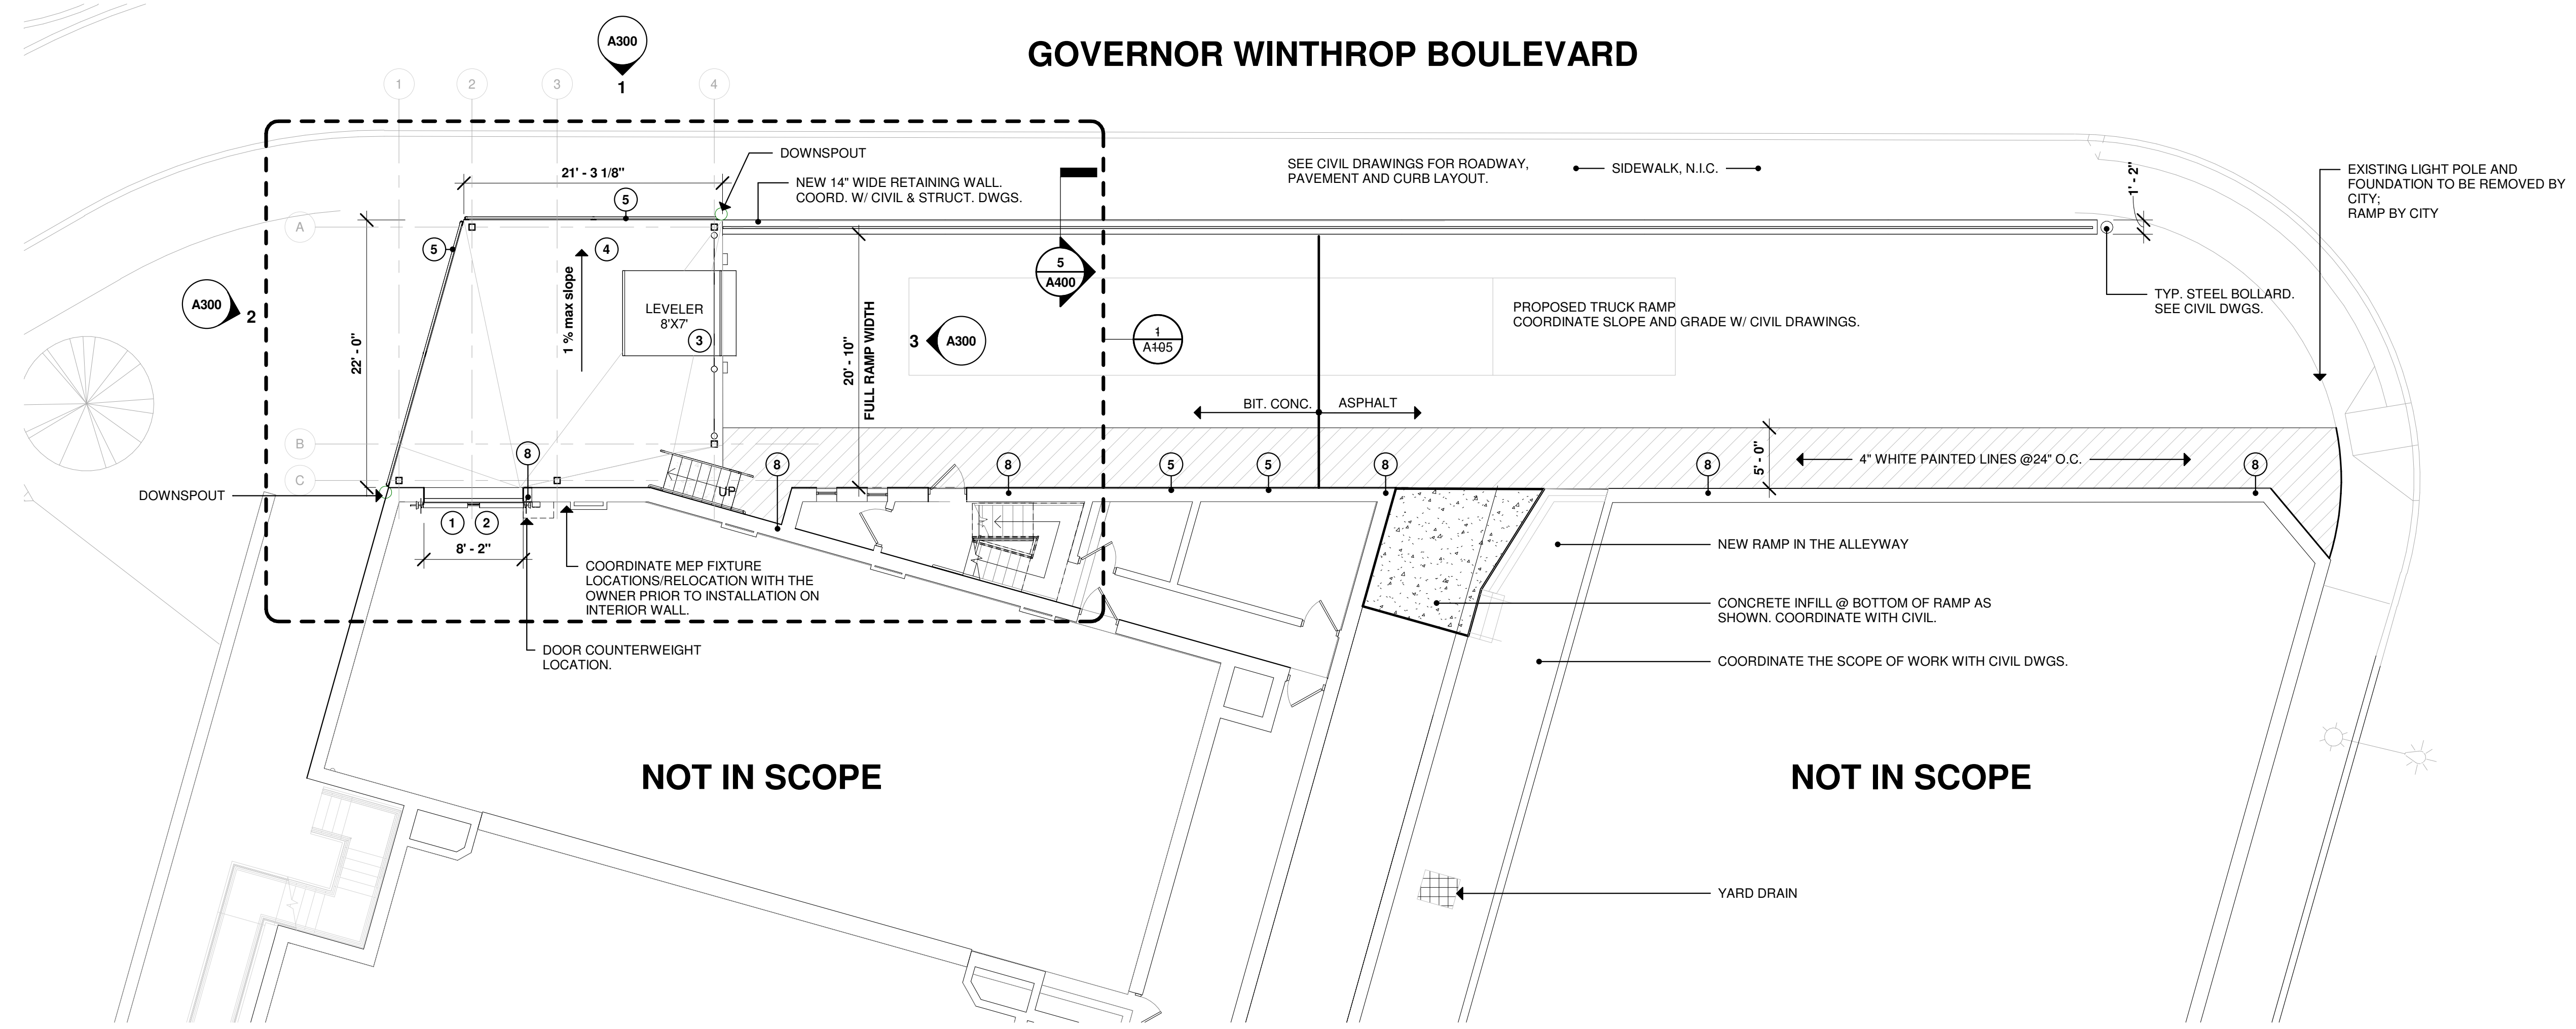 GOVERNOR WINTHROP BOULEVARD
A300
1
1
2
3
4
DOWNSPOUT
21' - 3 1/8"
NEW 14" WIDE RETAINING WALL.
COORD. W/ CIVIL & STRUCT. DWGS.
SEE CIVIL DRAWINGS FOR ROADWAY,
PAVEMENT AND CURB LAYOUT.
SIDEWALK, N.I.C.
1' - 2"
EXISTING LIGHT POLE AND
FOUNDATION TO BE REMOVED BY
CITY;
RAMP BY CITY
5
A
5
4
5
A400
A300
2
22' - 0"
1 % max slope
LEVELER
8'X7'
3
20' - 10"
FULL RAMP WIDTH
3
A300
1
A105
PROPOSED TRUCK RAMP
COORDINATE SLOPE AND GRADE W/ CIVIL DRAWINGS.
TYP. STEEL BOLLARD.
SEE CIVIL DWGS.
BIT. CONC.
ASPHALT
B
8
8
8
5
5
8
8
5' - 0"
4" WHITE PAINTED LINES @24" O.C.
8
C
UP
DOWNSPOUT
1
2
8' - 2"
COORDINATE MEP FIXTURE
LOCATIONS/RELOCATION WITH THE
OWNER PRIOR TO INSTALLATION ON
INTERIOR WALL.
NEW RAMP IN THE ALLEYWAY
CONCRETE INFILL @ BOTTOM OF RAMP AS
SHOWN. COORDINATE WITH CIVIL.
DOOR COUNTERWEIGHT
LOCATION.
COORDINATE THE SCOPE OF WORK WITH CIVIL DWGS.
NOT IN SCOPE
NOT IN SCOPE
YARD DRAIN